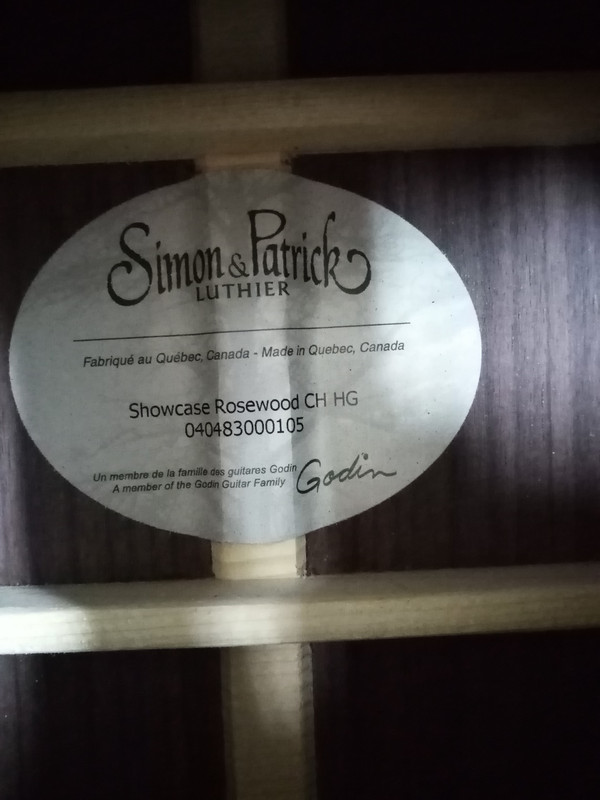 Simon & Patrick
LUTHIER
Fabriqué au Québec, Canada - Made in Quebec, Canada
Showcase Rosewood CH HG
040483000105
Un membre de la famille des guitares Godin
A member of the Godin Guitar Family
Godin